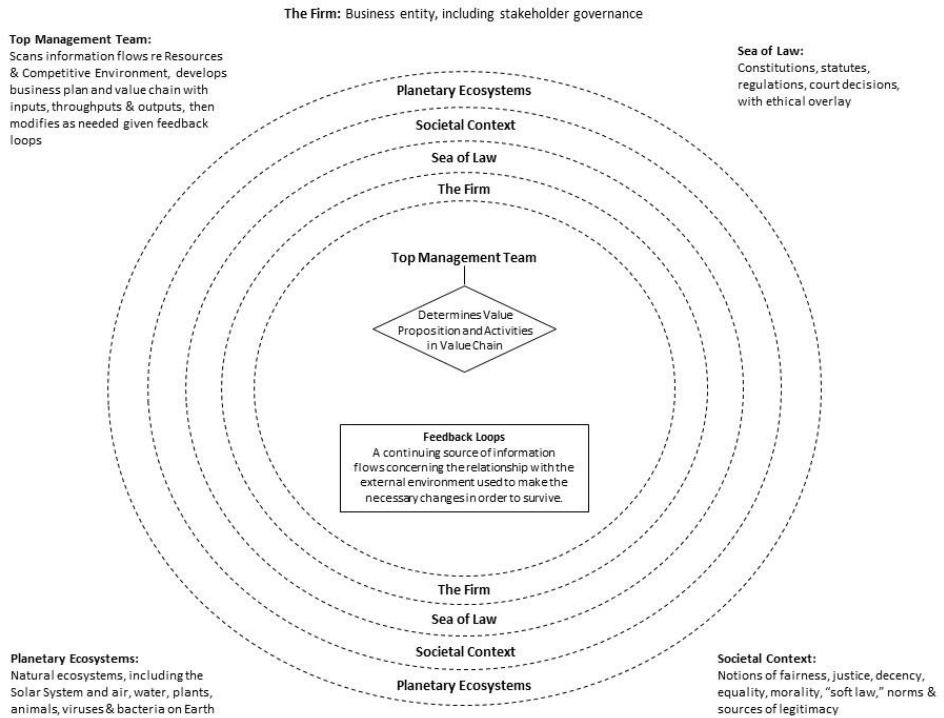 The Firm: Business entity, including stakeholder governance
Top Management Team:
Scans information flows re Resources
& Competitive Environment, develops
business plan and value chain with
inputs, throughputs & outputs, then
modifies as needed given feedback
loops
Sea of Law:
Constitutions, statutes,
regulations, court decisions,
with ethical overlay
Planetary Ecosystems
Societal Context
Sea of Law
The Firm
Top Management Team
Determines Value
Proposition and Activities
in Value Chain
Feedback Loops
A continuing source of information
flows concerning the relationship with the
external environment used to make the
necessary changes in order to survive.
The Firm
Sea of Law
Societal Context
Planetary Ecosystems
Planetary Ecosystems:
Natural ecosystems, including the
Solar System and air, water, plants,
animals, viruses & bacteria on Earth
Societal Context:
Notions of fairness, justice, decency,
equality, morality, “soft law,” norms &
sources of legitimacy